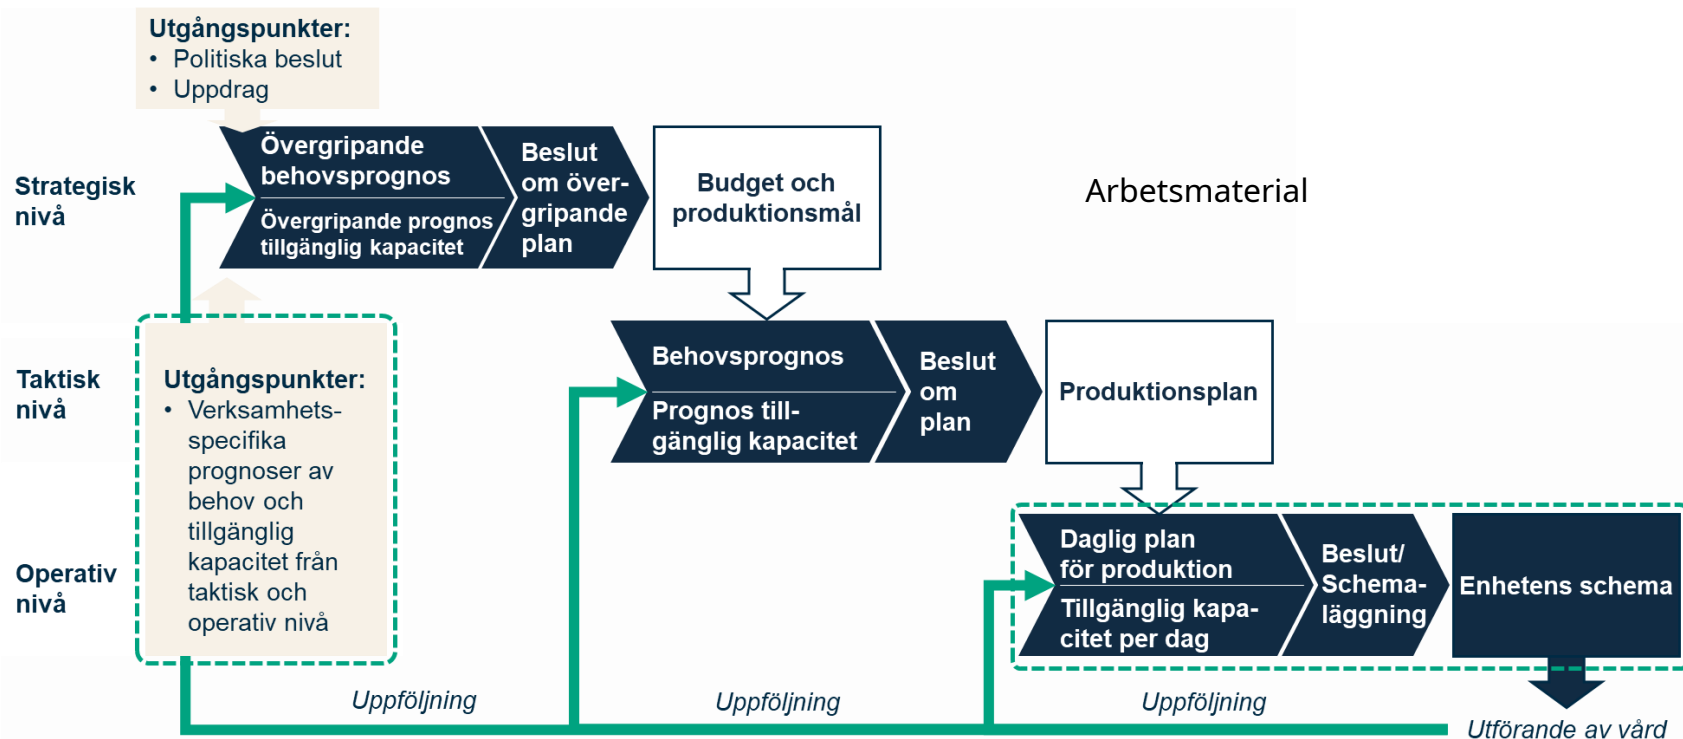 Utgångspunkter:
• Politiska beslut
• Uppdrag
Strategisk
nivå
Övergripande
behovsprognos
Övergripande prognos
tillgänglig kapacitet
Beslut
om över-
gripande
plan
Budget och
produktionsmål
Arbetsmaterial
Taktisk
nivå
Operativ
nivå
Utgångspunkter:
• Verksamhets-
specifika
prognoser av
behov och
tillgänglig
kapacitet från
taktisk och
operativ nivå
Behovsprognos
Prognos till-
gänglig kapacitet
Beslut
om
plan
Produktionsplan
Daglig plan
för produktion
Tillgänglig kapa-
citet per dag
Beslut/
Schema-
läggning
Enhetens schema
Uppföljning
Uppföljning
Uppföljning
Utförande av vård